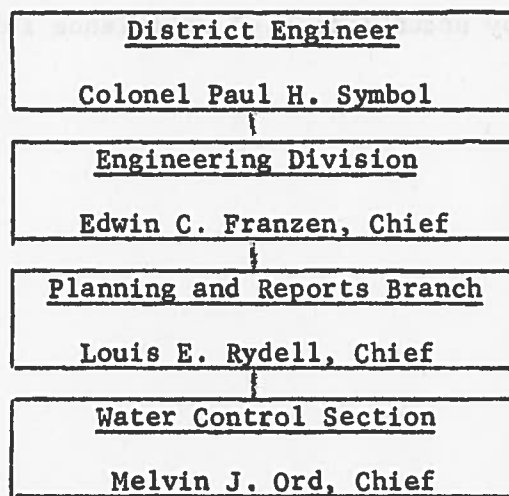 District Engineer
Colonel Paul H. Symbol
Engineering Division
Edwin C. Franzen, Chief
Planning and Reports Branch
Louis E. Rydell, Chief
Water Control Section
Melvin J. Ord, Chief